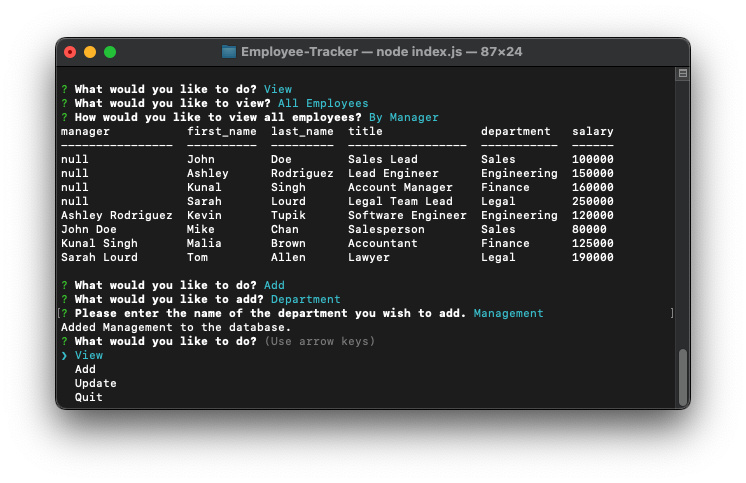 Employee-Tracker — node index.js — 87×24
? What would you like to do? View
? What would you like to view? All Employees
? How would you like to view all employees? By Manager
manager           first_name  last_name  title              department   salary
----------------  ----------  ---------  -----------------  -----------  ------
null              John        Doe        Sales Lead         Sales        100000
null              Ashley      Rodriguez  Lead Engineer      Engineering  150000
null              Kunal       Singh      Account Manager    Finance      160000
null              Sarah       Lourd      Legal Team Lead    Legal        250000
Ashley Rodriguez  Kevin       Tupik      Software Engineer  Engineering  120000
John Doe          Mike        Chan       Salesperson        Sales        80000
Kunal Singh       Malia       Brown      Accountant         Finance      125000
Sarah Lourd       Tom         Allen      Lawyer             Legal        190000
? What would you like to do? Add
? What would you like to add? Department
[? Please enter the name of the department you wish to add. Management ]
Added Management to the database.
? What would you like to do? (Use arrow keys)
❯ View
Add
Update
Quit